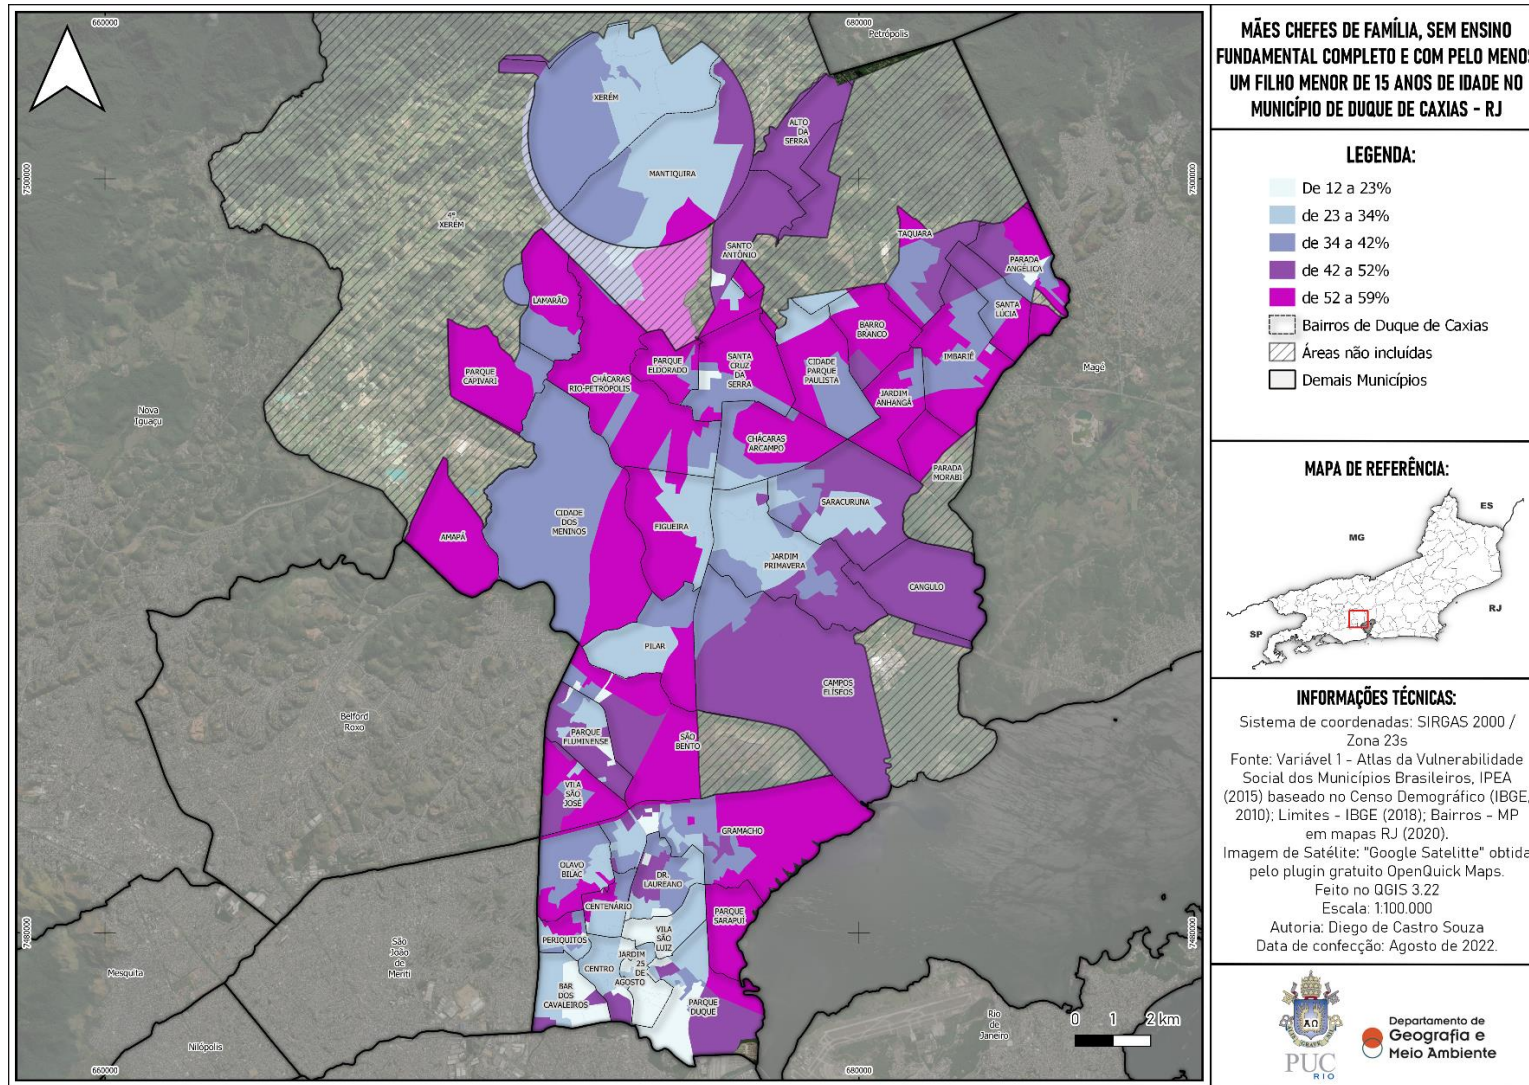 MÃES CHEFES DE FAMÍLIA, SEM ENSINO
FUNDAMENTAL COMPLETO E COM PELO MENOS
UM FILHO MENOR DE 15 ANOS DE IDADE NO
MUNICÍPIO DE DUQUE DE CAXIAS - RJ
LEGENDA:
De 12 a 23%
de 23 a 34%
de 34 a 42%
de 42 a 52%
de 52 a 59%
Bairros de Duque de Caxias
Áreas não incluídas
Demais Municípios
MAPA DE REFERÊNCIA:
ES
MG
RJ
SP
INFORMAÇÕES TÉCNICAS:
Sistema de coordenadas: SIRGAS 2000 /
Zona 23s
Fonte: Variável 1 - Atlas da Vulnerabilidade
Social dos Municípios Brasileiros, IPEA
(2015) baseado no Censo Demográfico (IBGE,
2010); Limites - IBGE (2018); Bairros - MP
em mapas RJ (2020).
Imagem de Satélite: "Google Satelitte" obtida
pelo plugin gratuito OpenQuick Maps.
Feito no QGIS 3.22
Escala: 1:100.000
Autoria: Diego de Castro Souza
Data de confecção: Agosto de 2022.
PUC
RIO
Departamento de
Geografia e
Meio Ambiente
660000
680000
Petrópolis
XERÉM
ALTO
DA
SERRA
MANTIQUIRA
4º
XERÉM
SANTO
ANTÔNIO
TAQUARA
PARADA
ANGÉLICA
LAMARÃO
SANTA
LÚCIA
BARRO
BRANCO
IMBARIÊ
PARQUE
CAPIVARI
CHÁCARAS
RIO-PETRÓPOLIS
PARQUE
ELDORADO
SANTA
CRUZ
DA
SERRA
CIDADE
PARQUE
PAULISTA
JARDIM
ANHANGÁ
Magé
Nova
Iguaçu
CHÁCARAS
ARCAMPO
PARADA
MORABI
SARACURUNA
CIDADE
DOS
MENINOS
FIGUEIRA
AMAPÁ
JARDIM
PRIMAVERA
CANGULO
PILAR
CAMPOS
ELÍSEOS
Belford
Roxo
PARQUE
FLUMINENSE
SÃO
BENTO
VILA
SÃO
JOSÉ
GRAMACHO
OLAVO
BILAC
DR.
LAUREANO
CENTENÁRIO
PARQUE
SARAPUÍ
PERIQUITOS
VILA
SÃO
LUIZ
São
João
de
Meriti
CENTRO
JARDIM
25
DE
AGOSTO
BAR
DOS
CAVALEIROS
PARQUE
DUQUE
Mesquita
Nilópolis
Rio
de
Janeiro
0 1 2 km
7500000
7500000
7480000
7480000
660000
680000